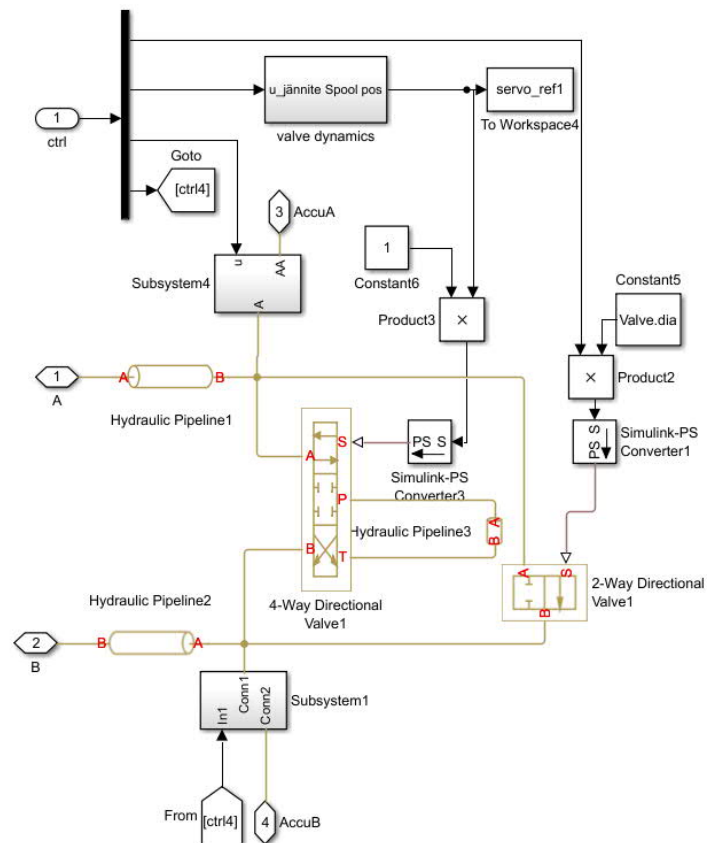 1
ctrl
u_jännite Spool pos
valve dynamics
servo_ref1
To Workspace4
Goto
[ctrl4]
3
AccuA
u
AA
A
Subsystem4
1
Constant6
Product3
×
Constant5
Valve.dia
×
Product2
1
A
A
B
Hydraulic Pipeline1
A
B
S
P
T
PS S
Simulink-PS
Converter3
PS S
Simulink-PS
Converter1
Hydraulic Pipeline3
B A
4-Way Directional
Valve1
A
S
B
2-Way Directional
Valve1
Hydraulic Pipeline2
2
B
B
A
In1
Conn1
Conn2
Subsystem1
From
[ctrl4]
4
AccuB